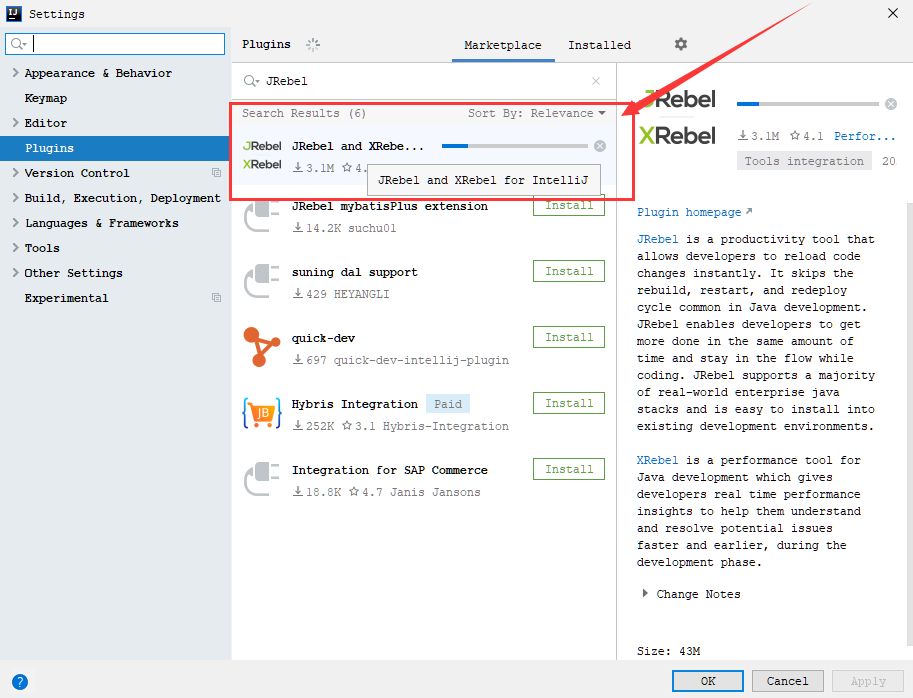 IJ Settings
Plugins
Marketplace
Installed
JRebel
Appearance & Behavior
Keymap
Editor
Plugins
Version Control
Build, Execution, Deployment
Languages & Frameworks
Tools
Other Settings
Experimental
Search Results (6)
Sort By: Relevance
JRebel
XRebel
JRebel and XRebe...
3.1M 4.
JRebel and XRebel for IntelliJ
JRebel mybatisPlus extension
Install
14.2K suchu01
suning dal support
Install
429 HEYANGLI
quick-dev
Install
697 quick-dev-intellij-plugin
JB
Hybris Integration Paid
Install
252K 3.1 Hybris-Integration
Integration for SAP Commerce
Install
18.8K 4.7 Janis Jansons
JRebel
XRebel
3.1M 4.1 Perfor...
Tools integration 20
Plugin homepage
JRebel is a productivity tool that
allows developers to reload code
changes instantly. It skips the
rebuild, restart, and redeploy
cycle common in Java development.
JRebel enables developers to get
more done in the same amount of
time and stay in the flow while
coding. JRebel supports a majority
of real-world enterprise java
stacks and is easy to install into
existing development environments.
XRebel is a performance tool for
Java development which gives
developers real time performance
insights to help them understand
and resolve potential issues
faster and earlier, during the
development phase.
Change Notes
Size: 43M
?
OK
Cancel
Apply